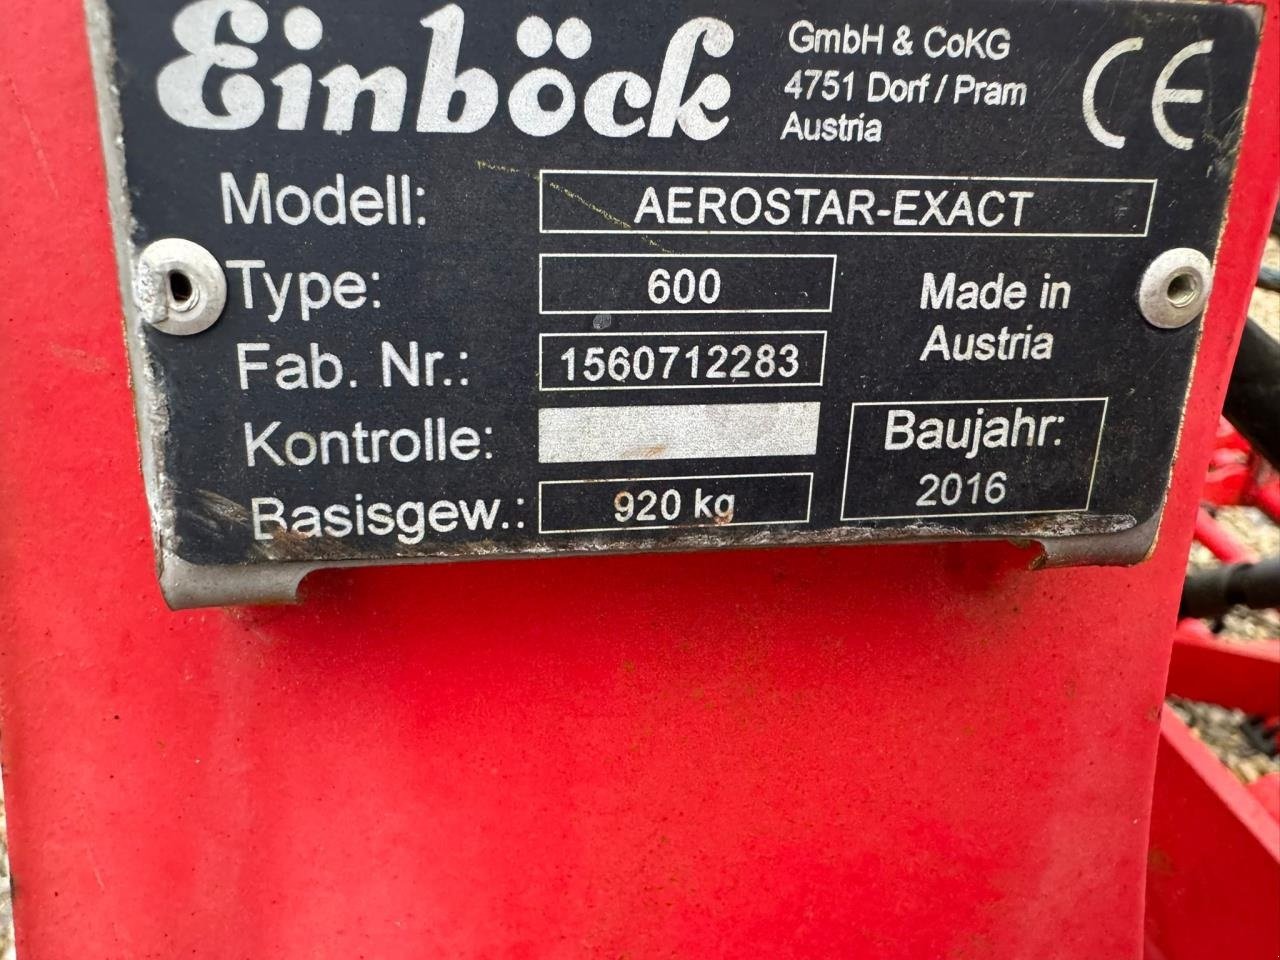 Einböck
GmbH & CoKG
4751 Dorf / Pram
Austria
CE
Modell: AEROSTAR-EXACT
Type: 600
Made in
Austria
Fab. Nr.: 1560712283
Kontrolle:
Baujahr:
2016
Basisgew.: 920 kg